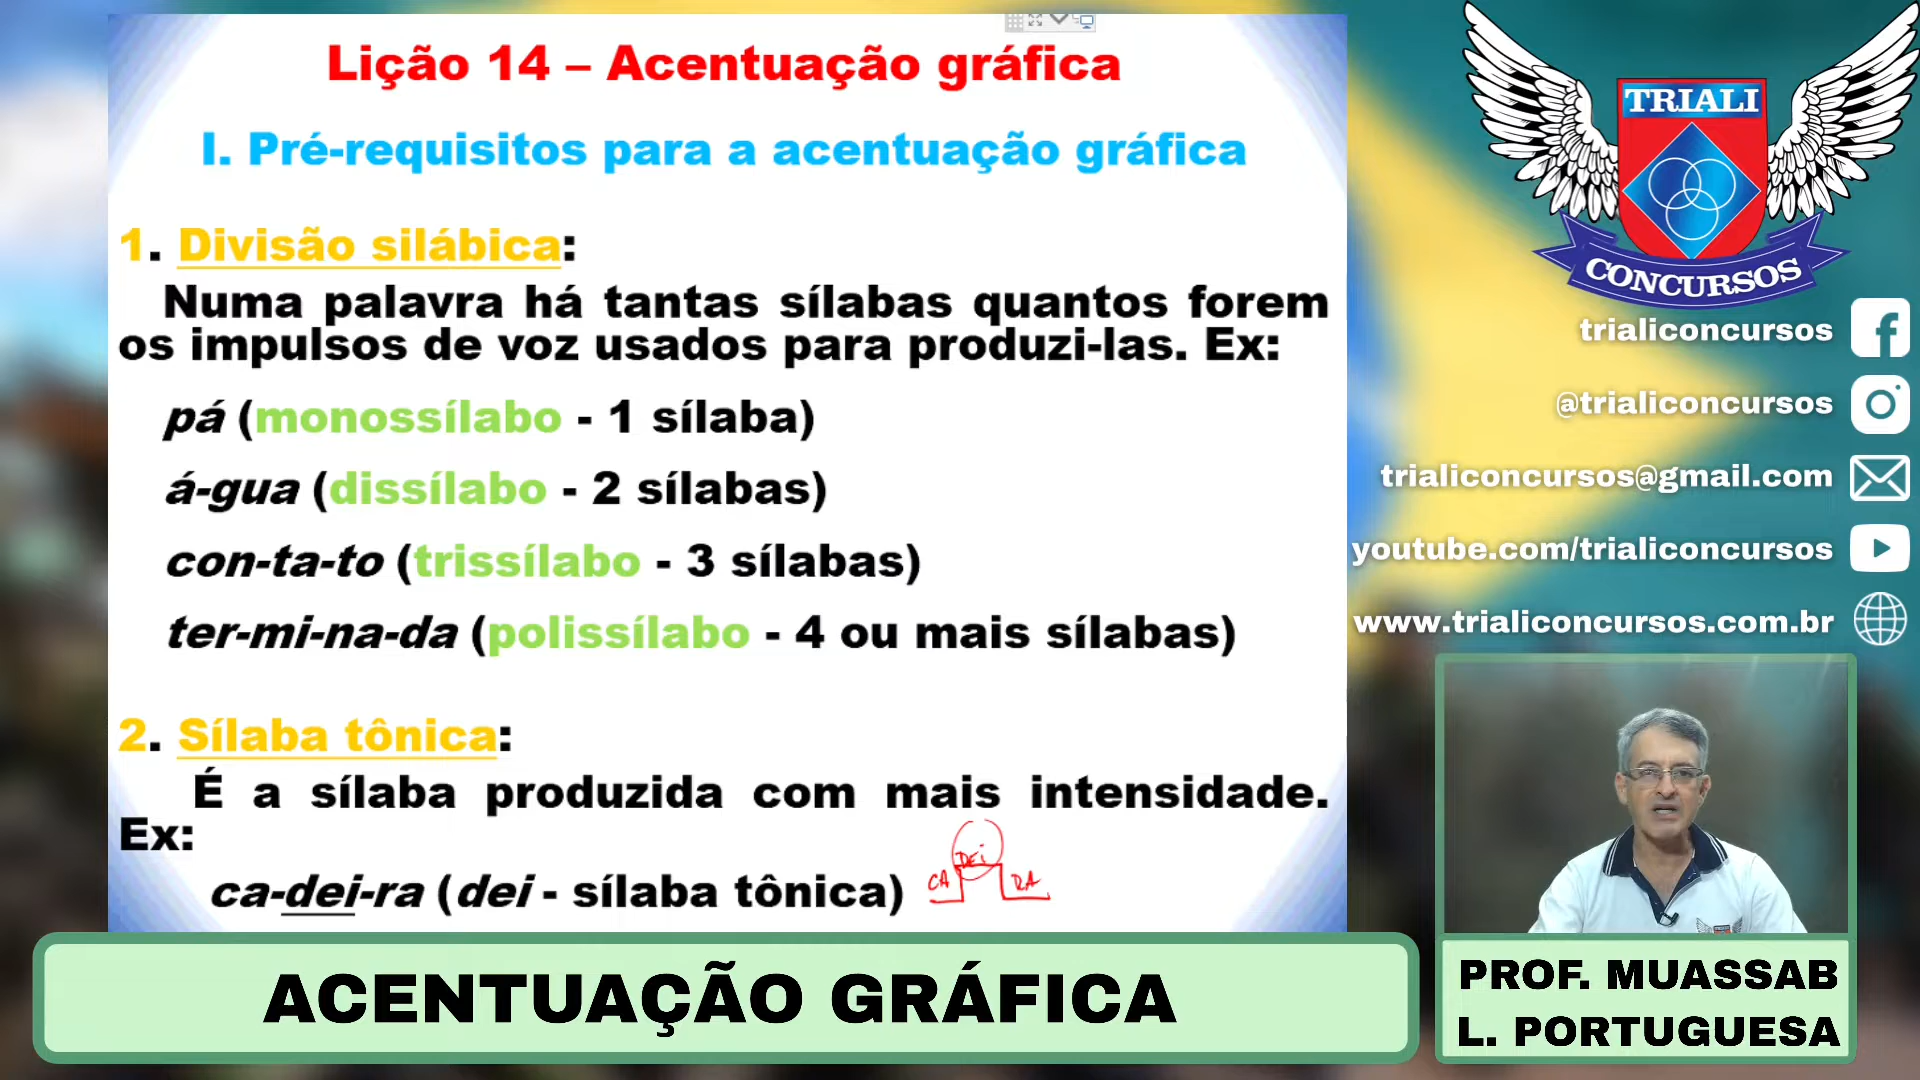 Lição 14 – Acentuação gráfica
I. Pré-requisitos para a acentuação gráfica
1. Divisão silábica:
Numa palavra há tantas sílabas quantos forem
os impulsos de voz usados para produzi-las. Ex:
pá (monossílabo - 1 sílaba)
á-gua (dissílabo - 2 sílabas)
con-ta-to (trissílabo - 3 sílabas)
ter-mi-na-da (polissílabo - 4 ou mais sílabas)
2. Sílaba tônica:
É a sílaba produzida com mais intensidade.
Ex:
ca-dei-ra (dei - sílaba tônica)
CA DEi RA
TRIALI
CONCURSOS
trialiconcursos
@trialiconcursos
trialiconcursos@gmail.com
youtube.com/trialiconcursos
www.trialiconcursos.com.br
ACENTUAÇÃO GRÁFICA
PROF. MUASSAB
L. PORTUGUESA